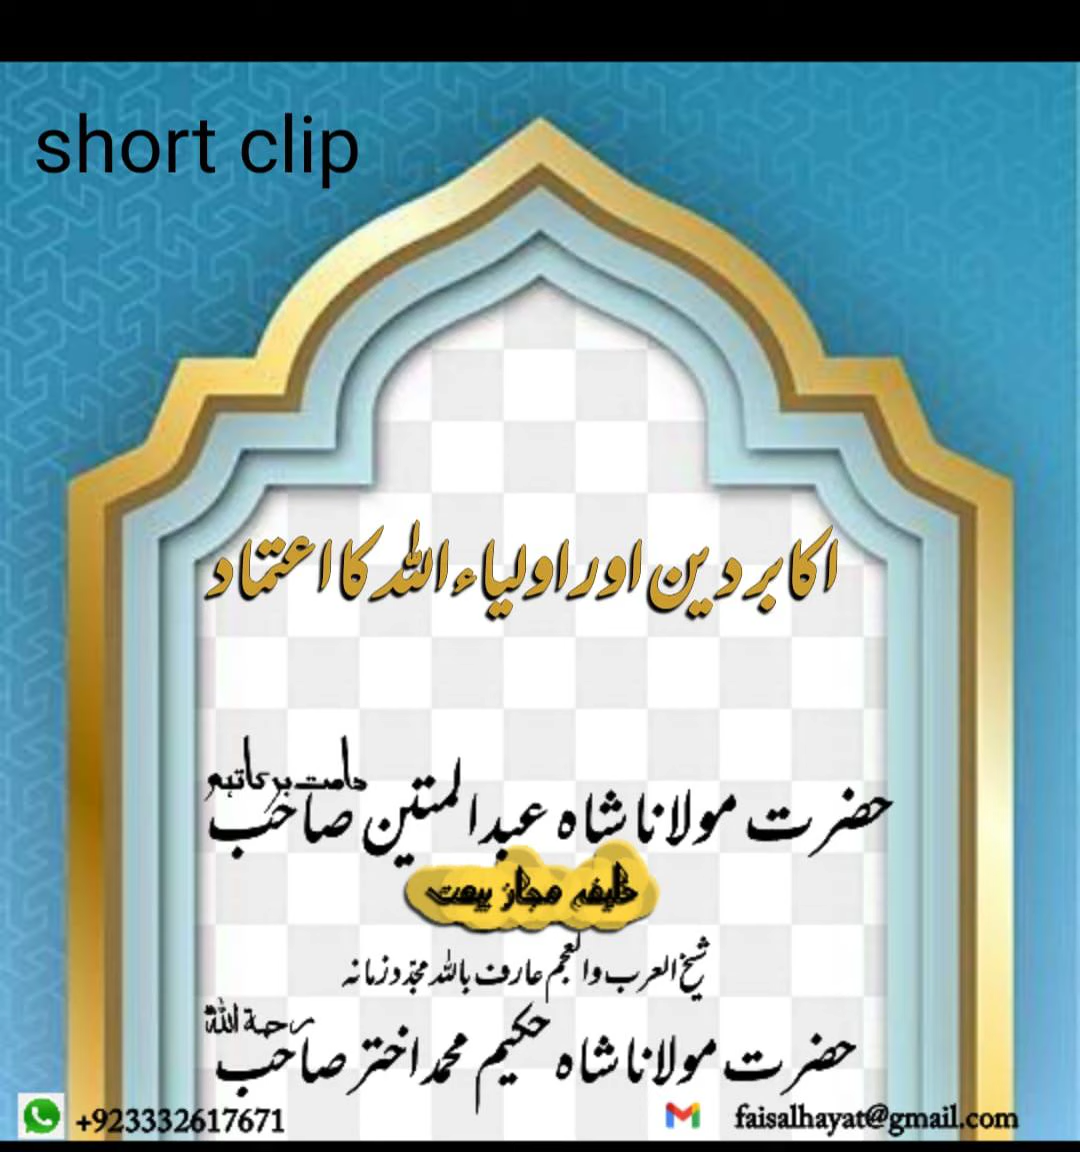 short clip
اکابر دین اور اولیاء اللہ کا اعتماد
حضرت مولانا شاہ عبدالمتین صاحب دامت برکاتہم
خلیفہ مجاز بیعت
شیخ العرب والعجم عارف باللہ مجدّد زمانہ
حضرت مولانا شاہ حکیم محمد اختر صاحب رحمۃ اللہ
+923332617671
faisalhayat@gmail.com